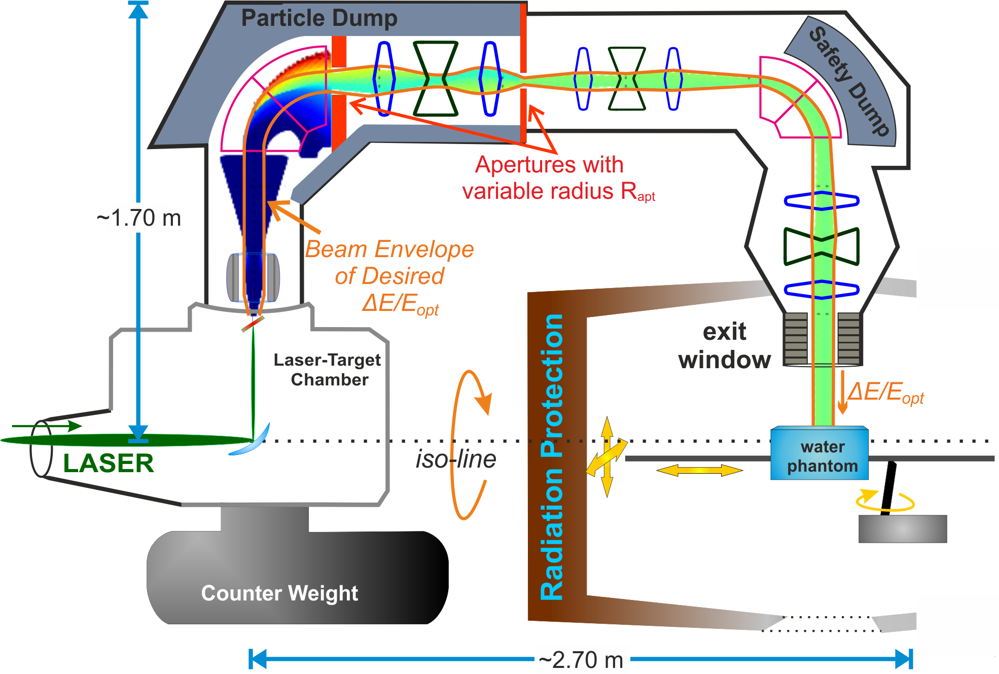 Particle Dump
Safety Dump
Apertures with
variable radius Rapt
~1.70 m
Beam Envelope
of Desired
ΔE/Eopt
Laser-Target
Chamber
exit
window
ΔE/Eopt
Radiation Protection
LASER
iso-line
water
phantom
Counter Weight
~2.70 m